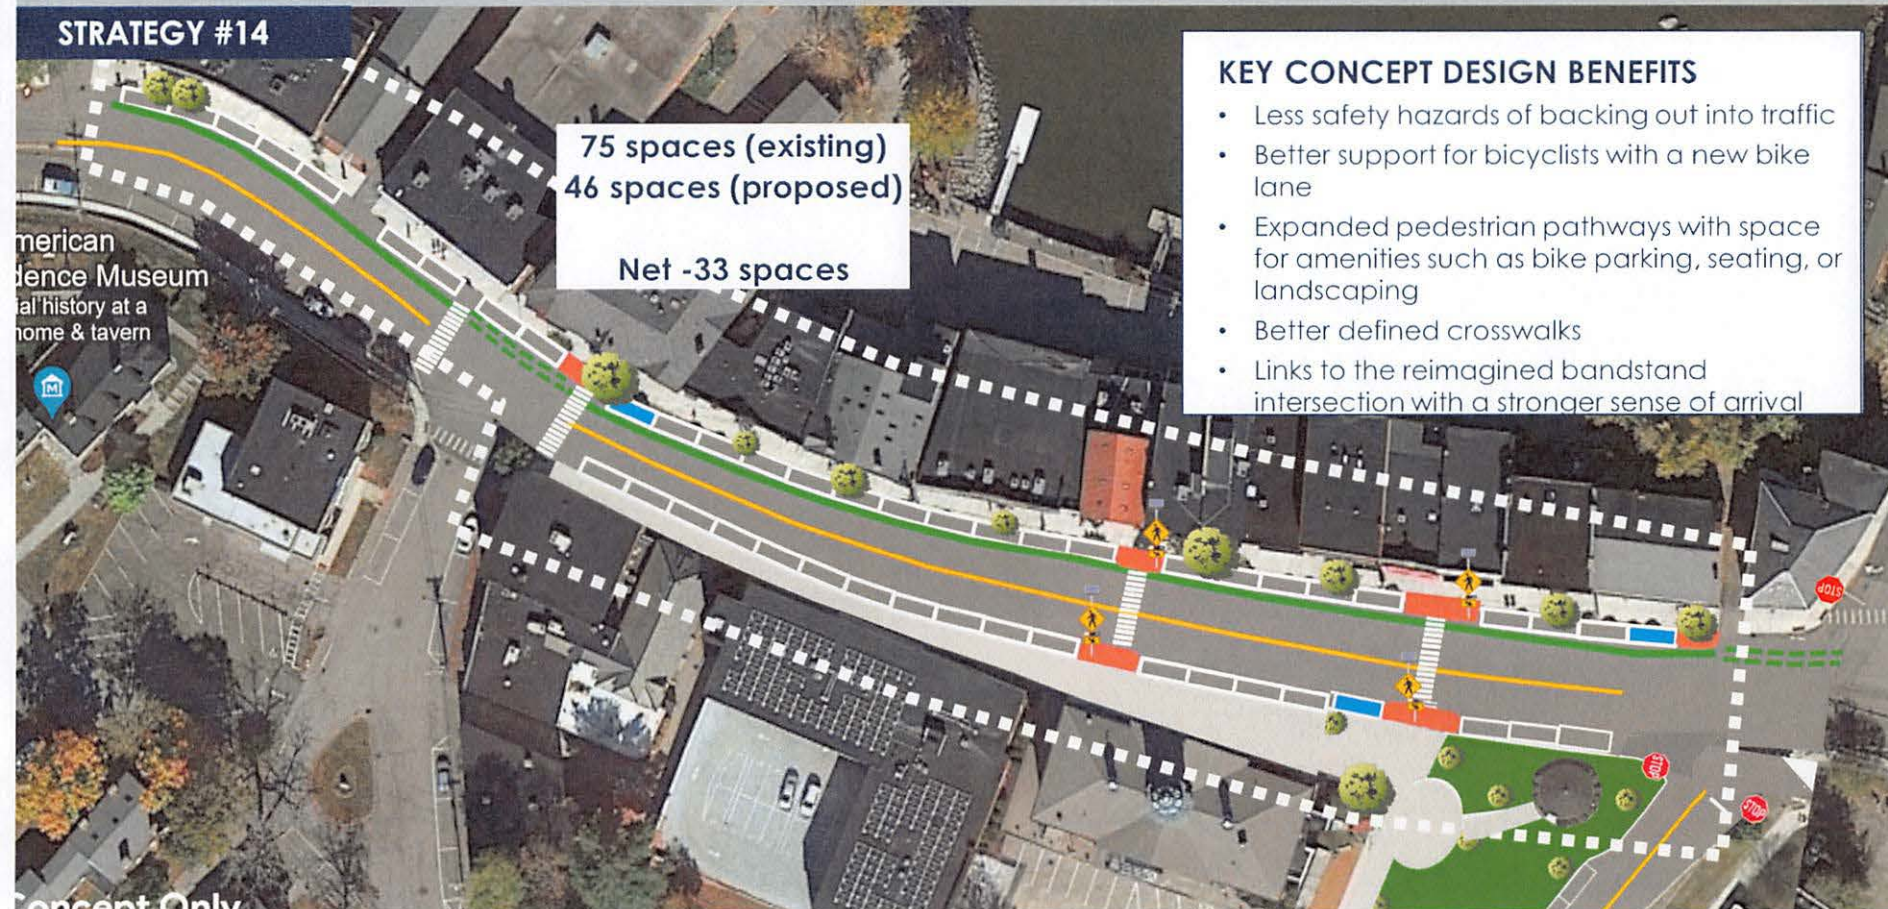 STRATEGY #14
75 spaces (existing)
46 spaces (proposed)
Net -33 spaces
KEY CONCEPT DESIGN BENEFITS
• Less safety hazards of backing out into traffic
• Better support for bicyclists with a new bike
lane
• Expanded pedestrian pathways with space
for amenities such as bike parking, seating, or
landscaping
• Better defined crosswalks
• Links to the reimagined bandstand
intersection with a stronger sense of arrival
merican
dence Museum
ial history at a
home & tavern
M
STOP
STOP
STOP
Concept Only